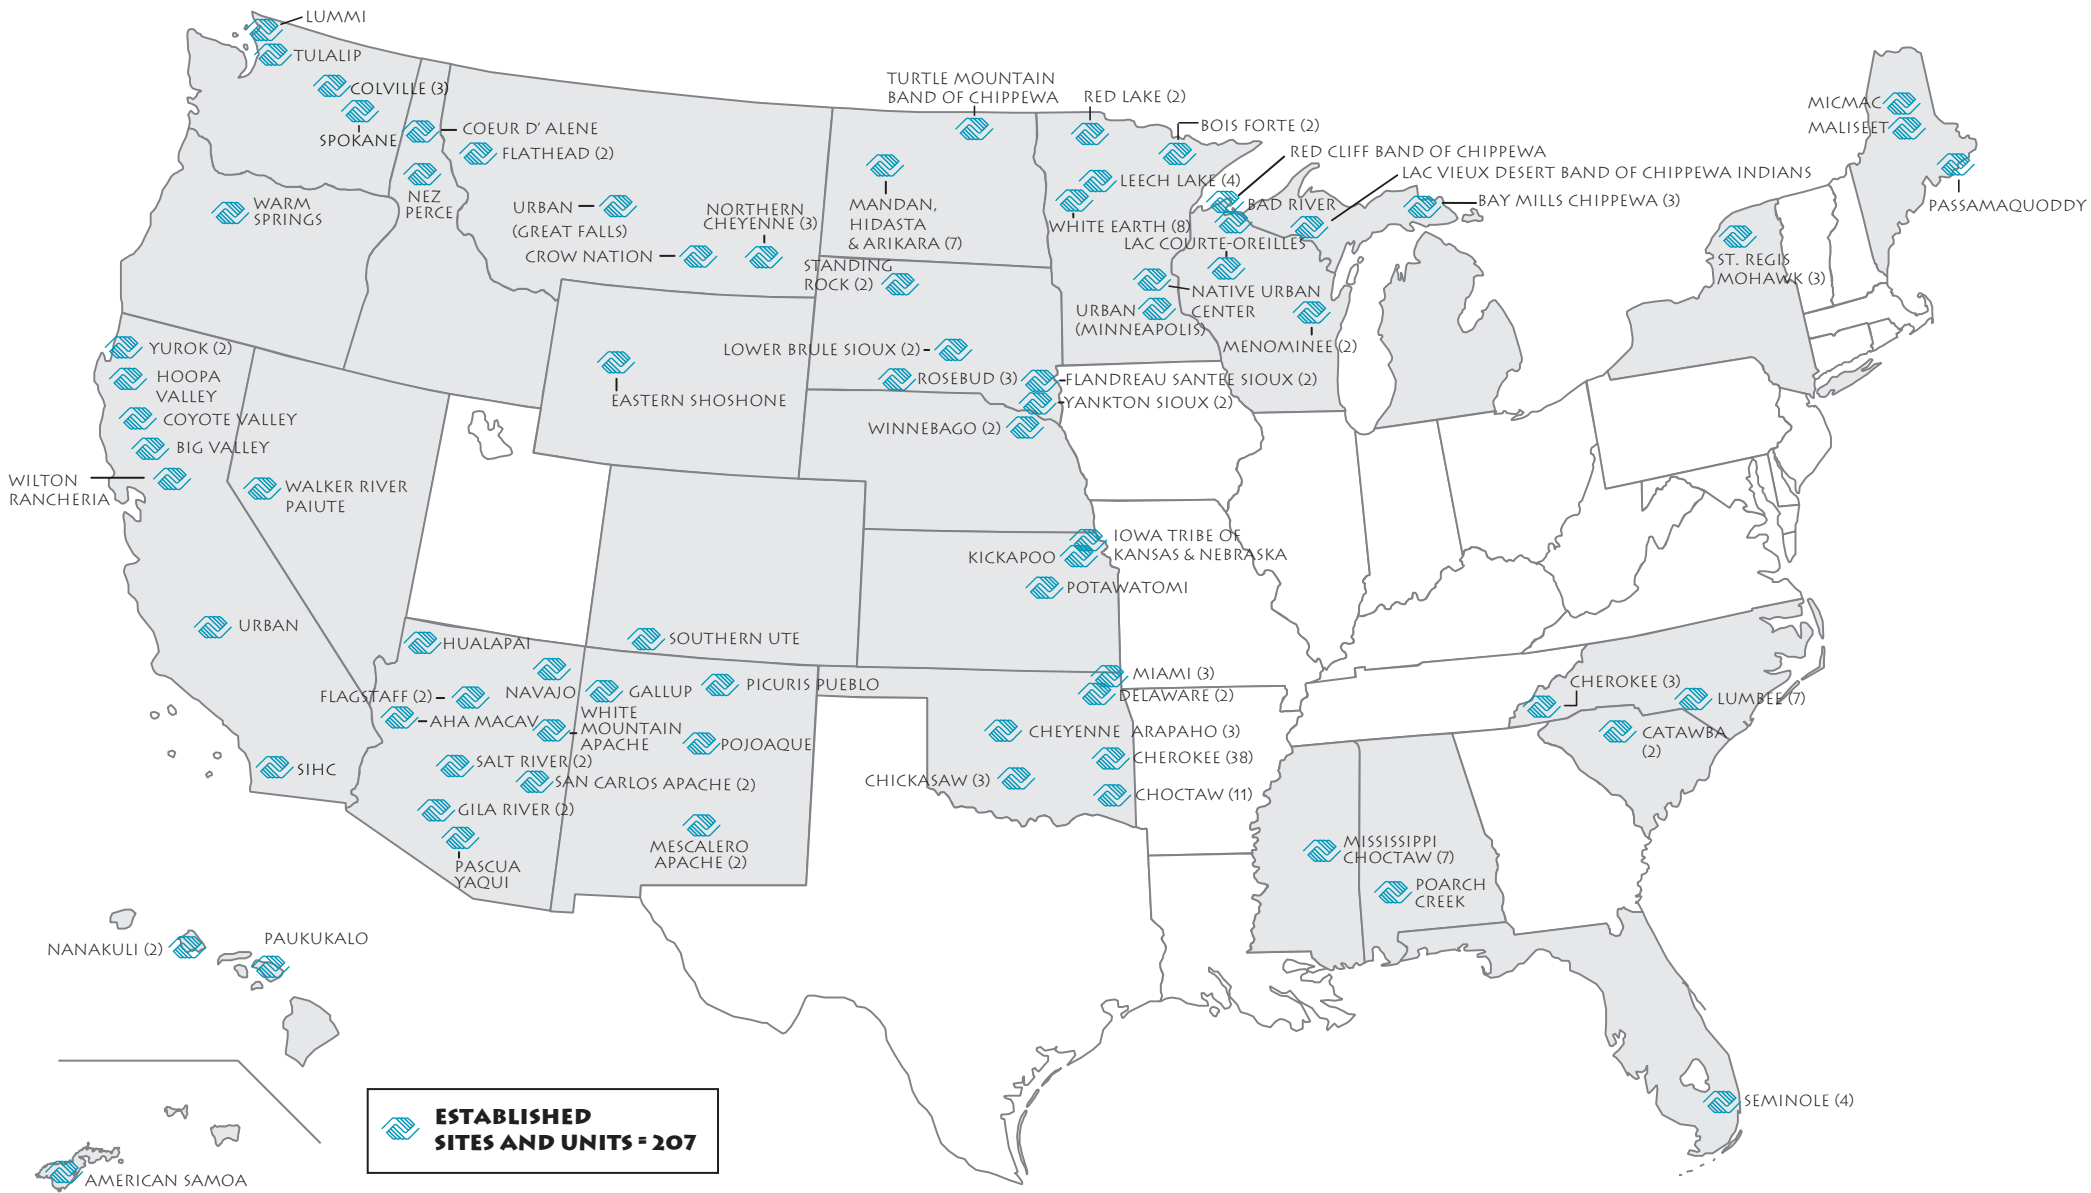 LUMMI
TULALIP
COLVILLE (3)
SPOKANE
COEUR D' ALENE
FLATHEAD (2)
NEZ
PERCE
WARM
SPRINGS
URBAN
(GREAT FALLS)
CROW NATION
NORTHERN
CHEYENNE (3)
TURTLE MOUNTAIN
BAND OF CHIPPEWA
MANDAN,
HIDASTA
& ARIKARA (7)
STANDING
ROCK (2)
RED LAKE (2)
BOIS FORTE (2)
LEECH LAKE (4)
WHITE EARTH (8)
RED CLIFF BAND OF CHIPPEWA
LAC VIEUX DESERT BAND OF CHIPPEWA INDIANS
BAD RIVER
BAY MILLS CHIPPEWA (3)
LAC COURTE-OREILLES
NATIVE URBAN
CENTER
URBAN
(MINNEAPOLIS)
MENOMINEE (2)
MICMAC
MALISEET
PASSAMAQUODDY
ST. REGIS
MOHAWK (3)
YUROK (2)
HOOPA
VALLEY
COYOTE VALLEY
BIG VALLEY
WILTON
RANCHERIA
WALKER RIVER
PAIUTE
URBAN
SIHC
EASTERN SHOSHONE
LOWER BRULE SIOUX (2)
ROSEBUD (3)
FLANDREAU SANTEE SIOUX (2)
YANKTON SIOUX (2)
WINNEBAGO (2)
IOWA TRIBE OF
KANSAS & NEBRASKA
KICKAPOO
POTAWATOMI
HUALAPAI
NAVAJO
FLAGSTAFF (2)
AHA MACAV
WHITE
MOUNTAIN
APACHE
SALT RIVER (2)
SAN CARLOS APACHE (2)
GILA RIVER (2)
PASCUA
YAQUI
SOUTHERN UTE
GALLUP
PICURIS PUEBLO
POJOAQUE
MESCALERO
APACHE (2)
MIAMI (3)
DELAWARE (2)
CHEYENNE ARAPAHO (3)
CHEROKEE (38)
CHICKASAW (3)
CHOCTAW (11)
CHEROKEE (3)
LUMBEE (7)
CATAWBA
(2)
MISSISSIPPI
CHOCTAW (7)
POARCH
CREEK
SEMINOLE (4)
NANAKULI (2)
PAUKUKALO
AMERICAN SAMOA
ESTABLISHED
SITES AND UNITS = 207